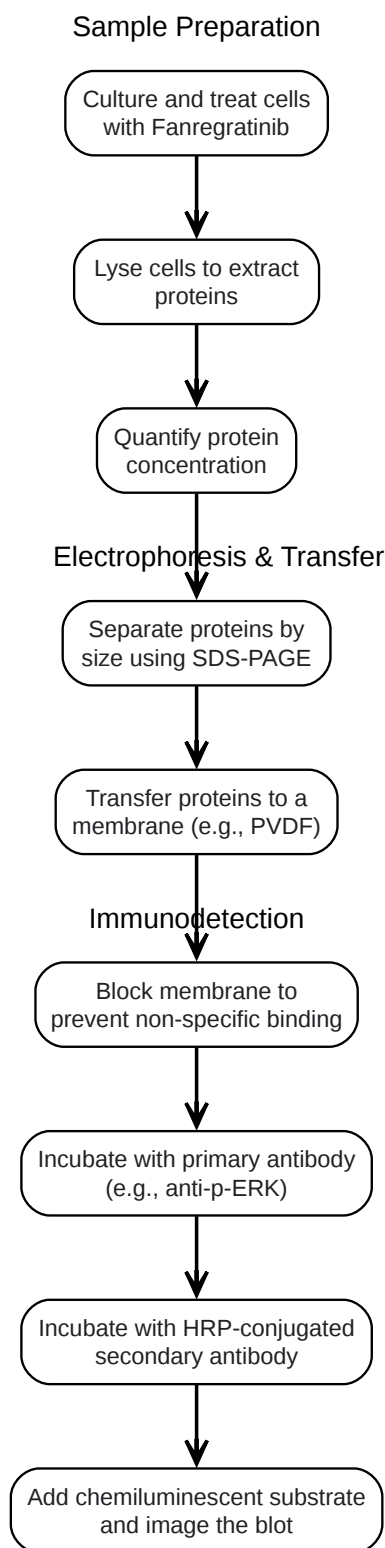 Sample Preparation
Culture and treat cells
with Fanregratinib
Lyse cells to extract
proteins
Quantify protein
concentration
Electrophoresis & Transfer
Separate proteins by
size using SDS-PAGE
Transfer proteins to a
membrane (e.g., PVDF)
Immunodetection
Block membrane to
prevent non-specific binding
Incubate with primary antibody
(e.g., anti-p-ERK)
Incubate with HRP-conjugated
secondary antibody
Add chemiluminescent substrate
and image the blot